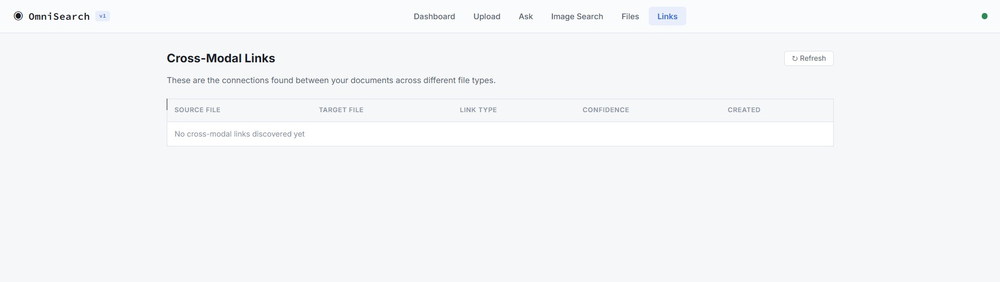 OmniSearch v1 Dashboard Upload Ask Image Search Files Links
Cross-Modal Links ↻ Refresh
These are the connections found between your documents across different file types.
SOURCE FILE TARGET FILE LINK TYPE CONFIDENCE CREATED
No cross-modal links discovered yet